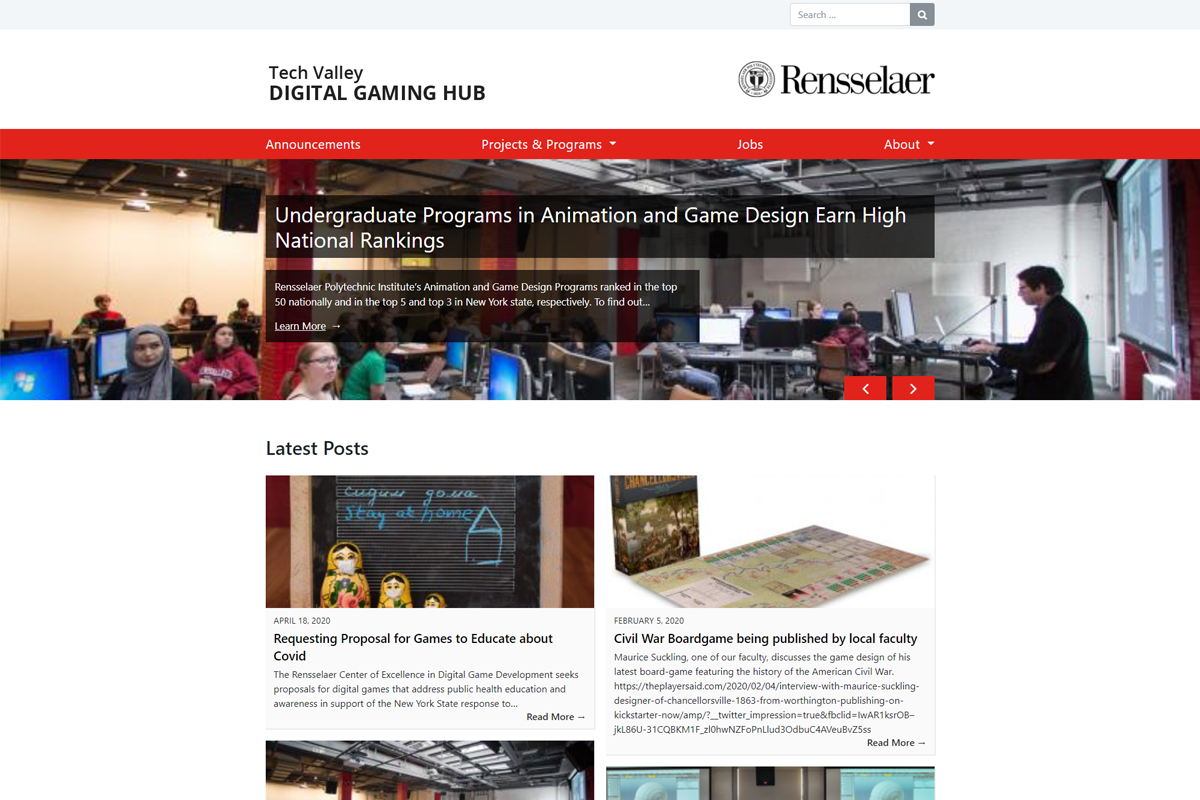 Search ...
Tech Valley
DIGITAL GAMING HUB
Rensselaer
Announcements
Projects & Programs
Jobs
About
Undergraduate Programs in Animation and Game Design Earn High
National Rankings
Rensselaer Polytechnic Institute's Animation and Game Design Programs ranked in the top
50 nationally and in the top 5 and top 3 in New York state, respectively. To find out...
Learn More →
Latest Posts
stay at home
CHANCELLORSVILLE
APRIL 18, 2020
Requesting Proposal for Games to Educate about
Covid
The Rensselaer Center of Excellence in Digital Game Development seeks
proposals for digital games that address public health education and
awareness in support of the New York State response to...
Read More →
FEBRUARY 5, 2020
Civil War Boardgame being published by local faculty
Maurice Suckling, one of our faculty, discusses the game design of his
latest board-game featuring the history of the American Civil War.
https://theplayersaid.com/2020/02/04/interview-with-maurice-suckling-
designer-of-chancellorsville-1863-from-worthington-publishing-on-
kickstarter-now/amp/?__twitter_impression=true&fbclid=IwAR1ksrOB–
jkL86U-31CQBKM1F_zl0hwNZFoPnLlud3OdbuC4AVeuBvZ5ss
Read More →